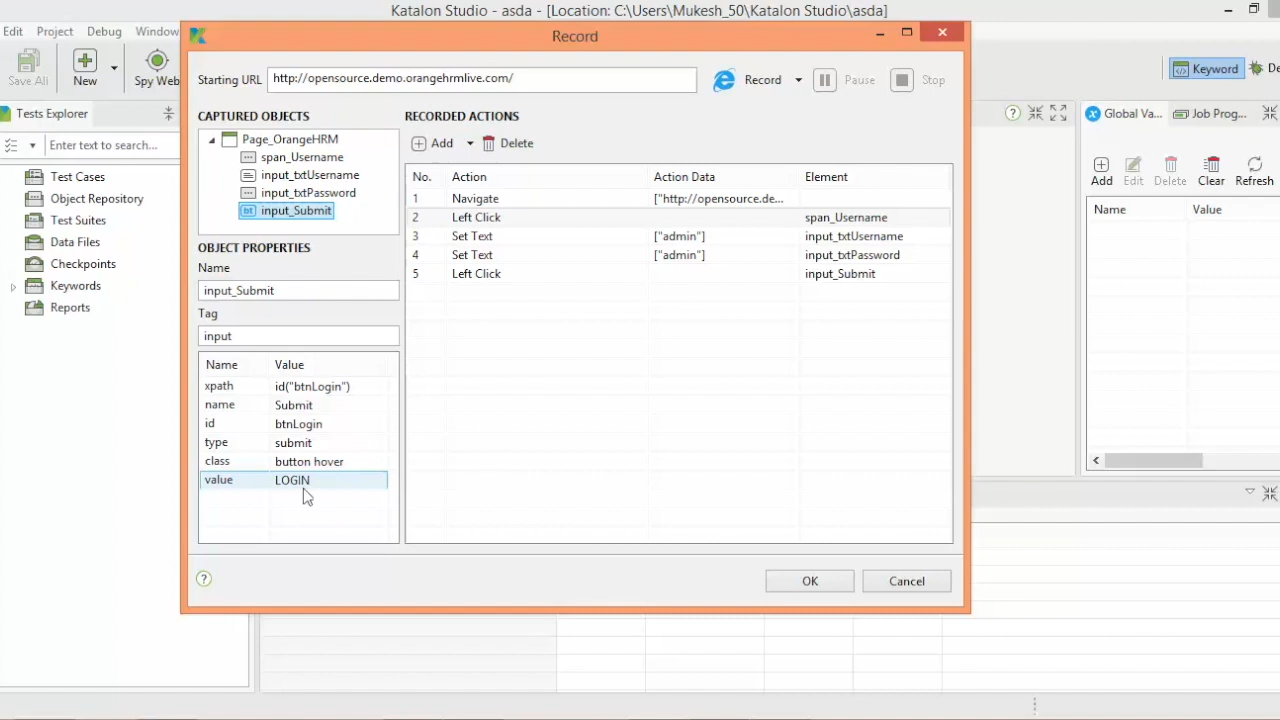 Katalon Studio - asda - [Location: C:\Users\Mukesh_50\Katalon Studio\asda]
Edit Project Debug Window
Record
Save All New Spy Web
Starting URL http://opensource.demo.orangehrmlive.com/ Record Pause Stop
Keyword De
Tests Explorer
Enter text to search...
Test Cases
Object Repository
Test Suites
Data Files
Checkpoints
Keywords
Reports
CAPTURED OBJECTS
Page_OrangeHRM
span_Username
input_txtUsername
input_txtPassword
bt input_Submit
OBJECT PROPERTIES
Name
input_Submit
Tag
input
Name Value
xpath id("btnLogin")
name Submit
id btnLogin
type submit
class button hover
value LOGIN
RECORDED ACTIONS
Add Delete
No. Action Action Data Element
1 Navigate ["http://opensource.de...
2 Left Click span_Username
3 Set Text ["admin"] input_txtUsername
4 Set Text ["admin"] input_txtPassword
5 Left Click input_Submit
? OK Cancel
? Global Va... Job Prog...
Add Edit Delete Clear Refresh
Name Value